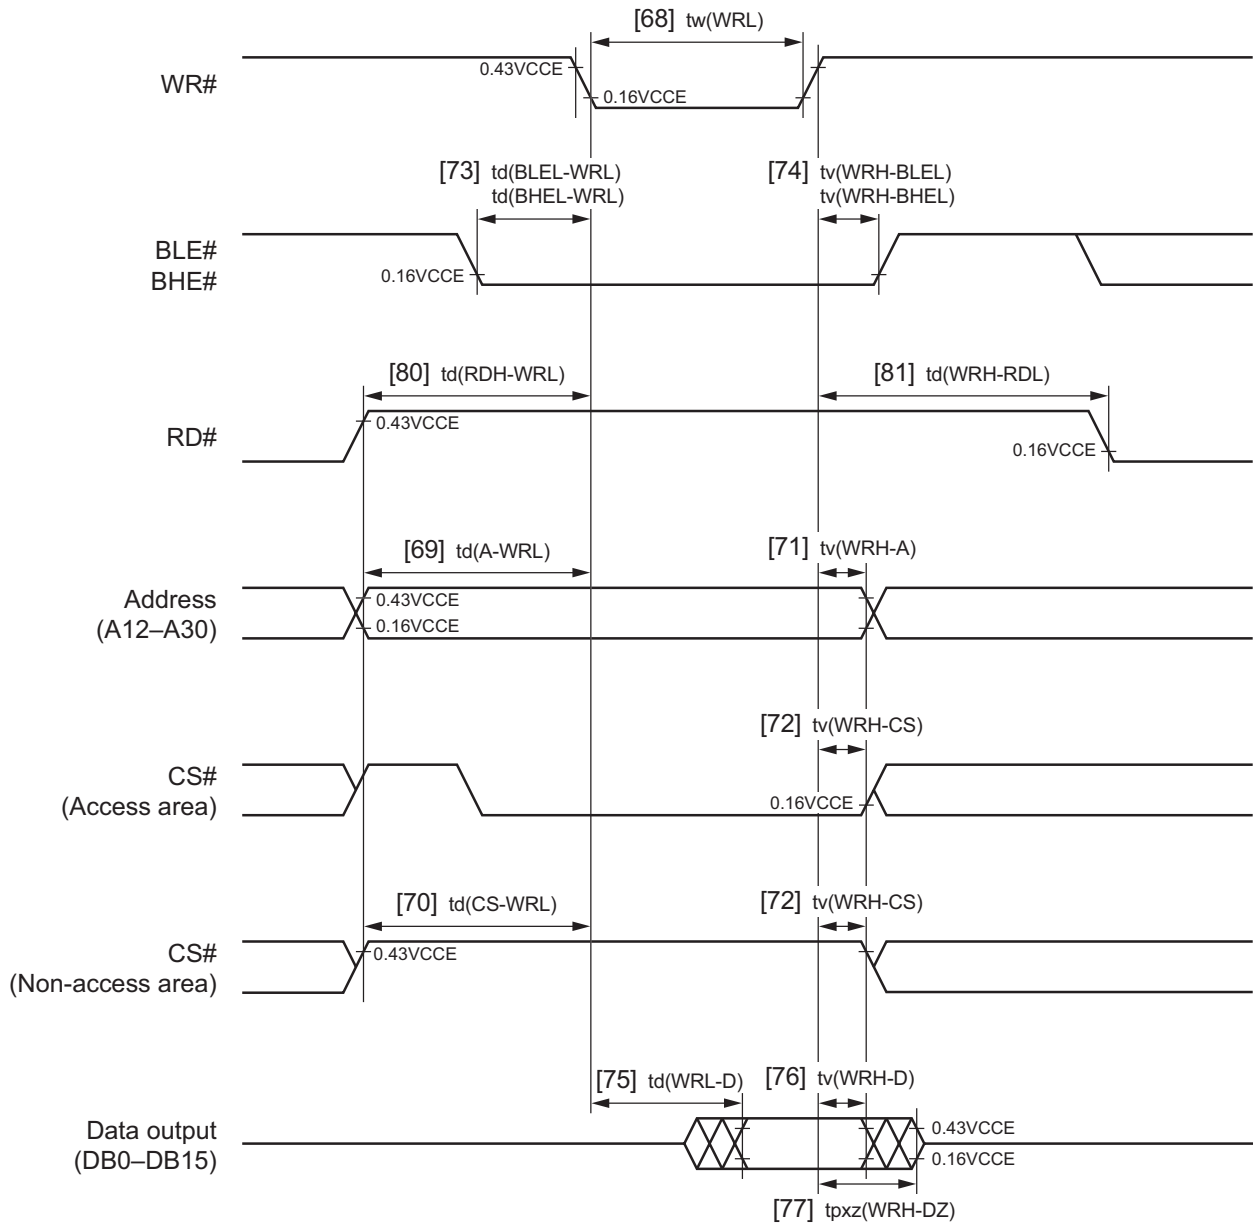 [68] tw(WRL)
WR#
0.43VCCE
0.16VCCE
[73] td(BLEL-WRL)
td(BHEL-WRL)
[74] tv(WRH-BLEL)
tv(WRH-BHEL)
BLE#
BHE#
0.16VCCE
[80] td(RDH-WRL)
[81] td(WRH-RDL)
RD#
0.43VCCE
0.16VCCE
[69] td(A-WRL)
[71] tv(WRH-A)
Address
(A12–A30)
0.43VCCE
0.16VCCE
[72] tv(WRH-CS)
CS#
(Access area)
0.16VCCE
[70] td(CS-WRL)
[72] tv(WRH-CS)
CS#
(Non-access area)
0.43VCCE
[75] td(WRL-D)
[76] tv(WRH-D)
Data output
(DB0–DB15)
0.43VCCE
0.16VCCE
[77] tpxz(WRH-DZ)